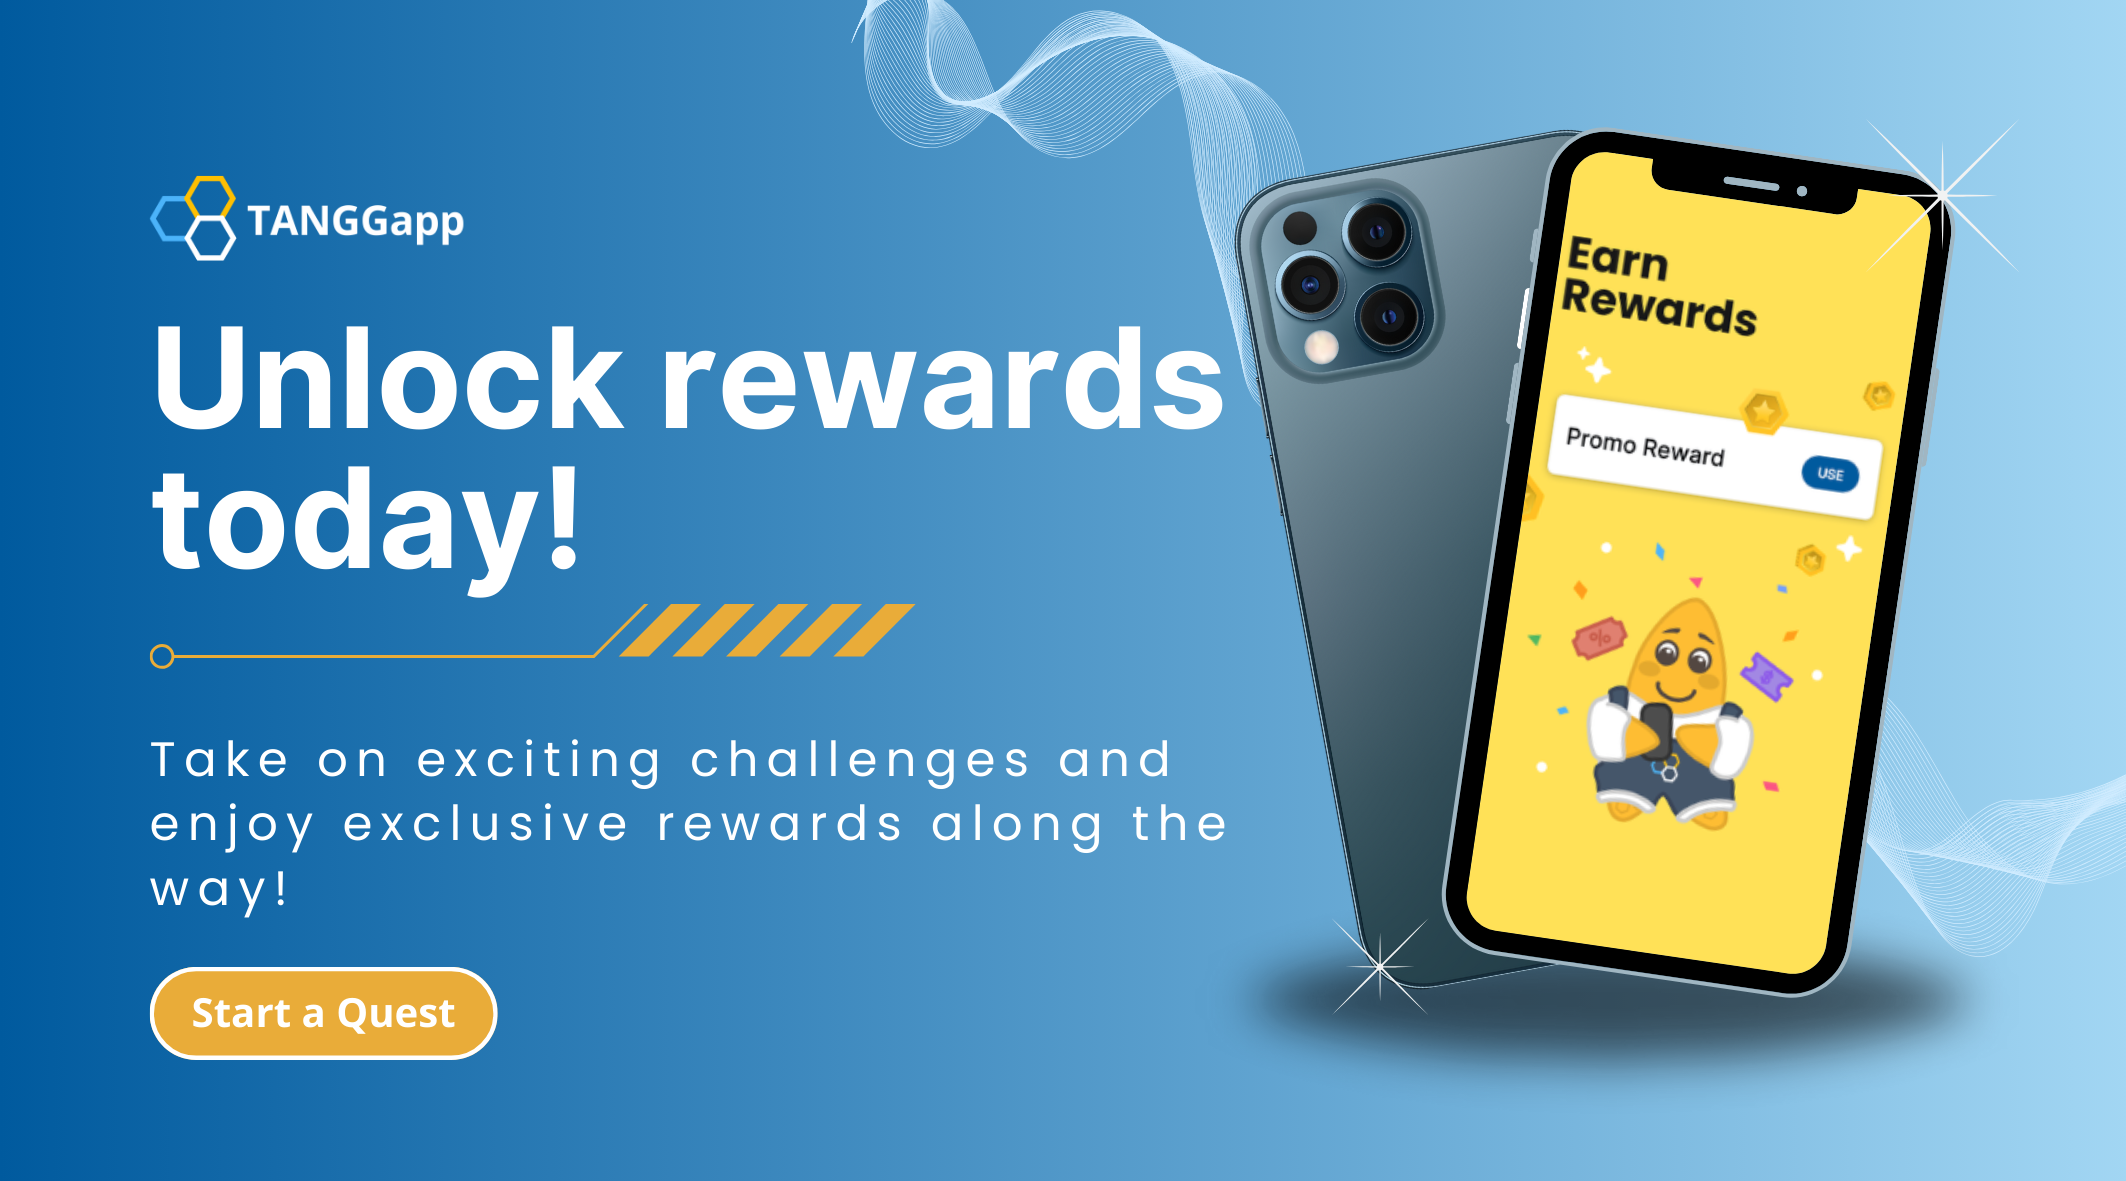 TANGGapp
Unlock rewards
today!
Take on exciting challenges and
enjoy exclusive rewards along the
way!
Start a Quest
Earn
Rewards
Promo Reward
USE
%
$